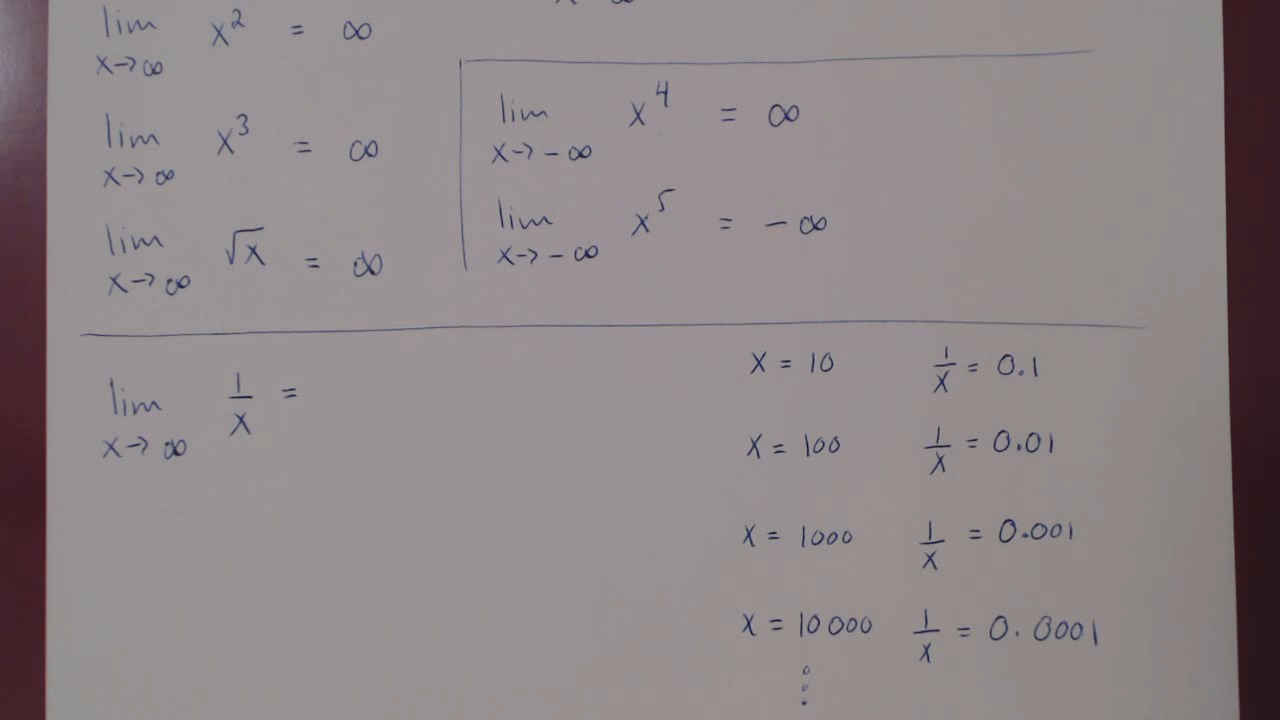 lim x→∞ x² = ∞
lim x→∞ x³ = ∞
lim x→∞ √x = ∞
lim x→-∞ x⁴ = ∞
lim x→-∞ x⁵ = -∞
lim x→∞ 1/x =
x = 10 1/x = 0.1
x = 100 1/x = 0.01
x = 1000 1/x = 0.001
x = 10 000 1/x = 0.0001
⋮